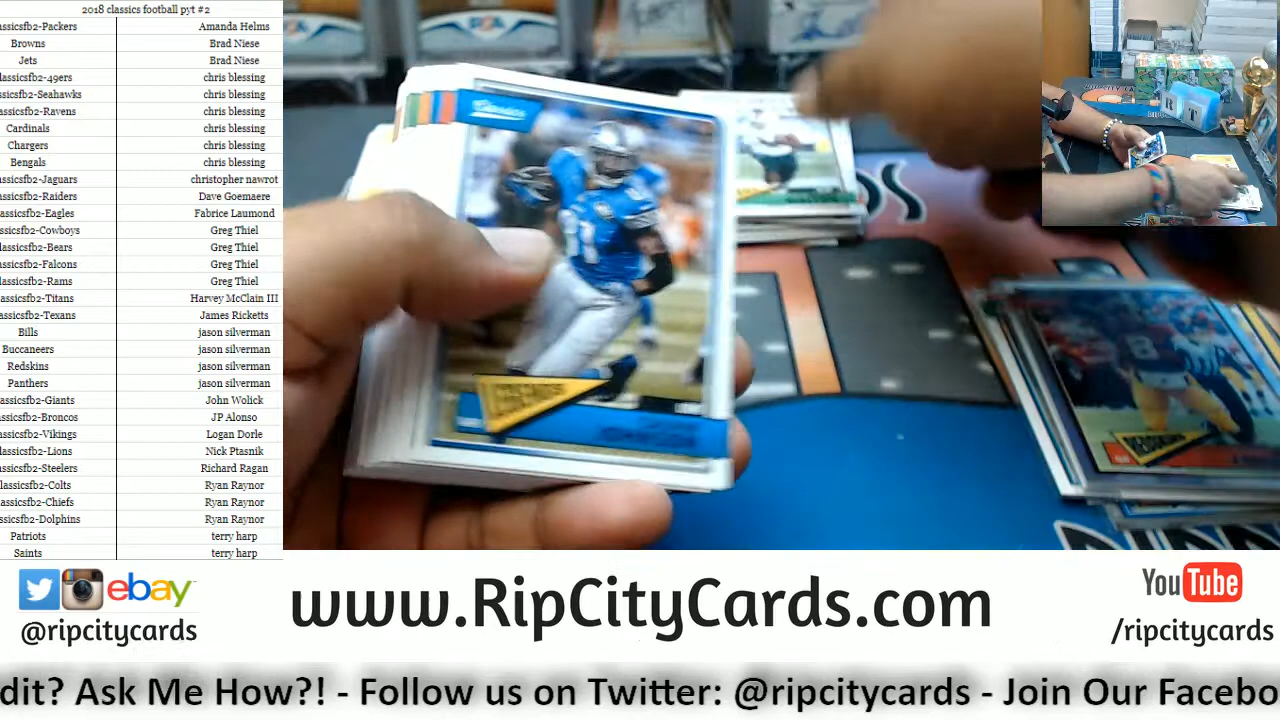 2018 classics football pyt #2
assicsfb2-Packers Amanda Helms
Browns Brad Niese
Jets Brad Niese
lassicsfb2-49ers chris blessing
ssicsfb2-Seahawks chris blessing
assicsfb2-Ravens chris blessing
Cardinals chris blessing
Chargers chris blessing
Bengals chris blessing
lassicsfb2-Jaguars christopher nawrot
assicsfb2-Raiders Dave Goemaere
lassicsfb2-Eagles Fabrice Laumond
ssicsfb2-Cowboys Greg Thiel
lassicsfb2-Bears Greg Thiel
assicsfb2-Falcons Greg Thiel
lassicsfb2-Rams Greg Thiel
lassicsfb2-Titans Harvey McClain III
assicsfb2-Texans James Ricketts
Bills jason silverman
Buccaneers jason silverman
Redskins jason silverman
Panthers jason silverman
lassicsfb2-Giants John Wolick
assicsfb2-Broncos JP Alonso
assicsfb2-Vikings Logan Dorle
lassicsfb2-Lions Nick Ptasnik
assicsfb2-Steelers Richard Ragan
lassicsfb2-Colts Ryan Raynor
assicsfb2-Chiefs Ryan Raynor
assicsfb2-Dolphins Ryan Raynor
Patriots terry harp
Saints terry harp
Classics
LEGENDS
ebay
@ripcitycards
www.RipCityCards.com
YouTube
/ripcitycards
dit? Ask Me How?! - Follow us on Twitter: @ripcitycards - Join Our Facebo